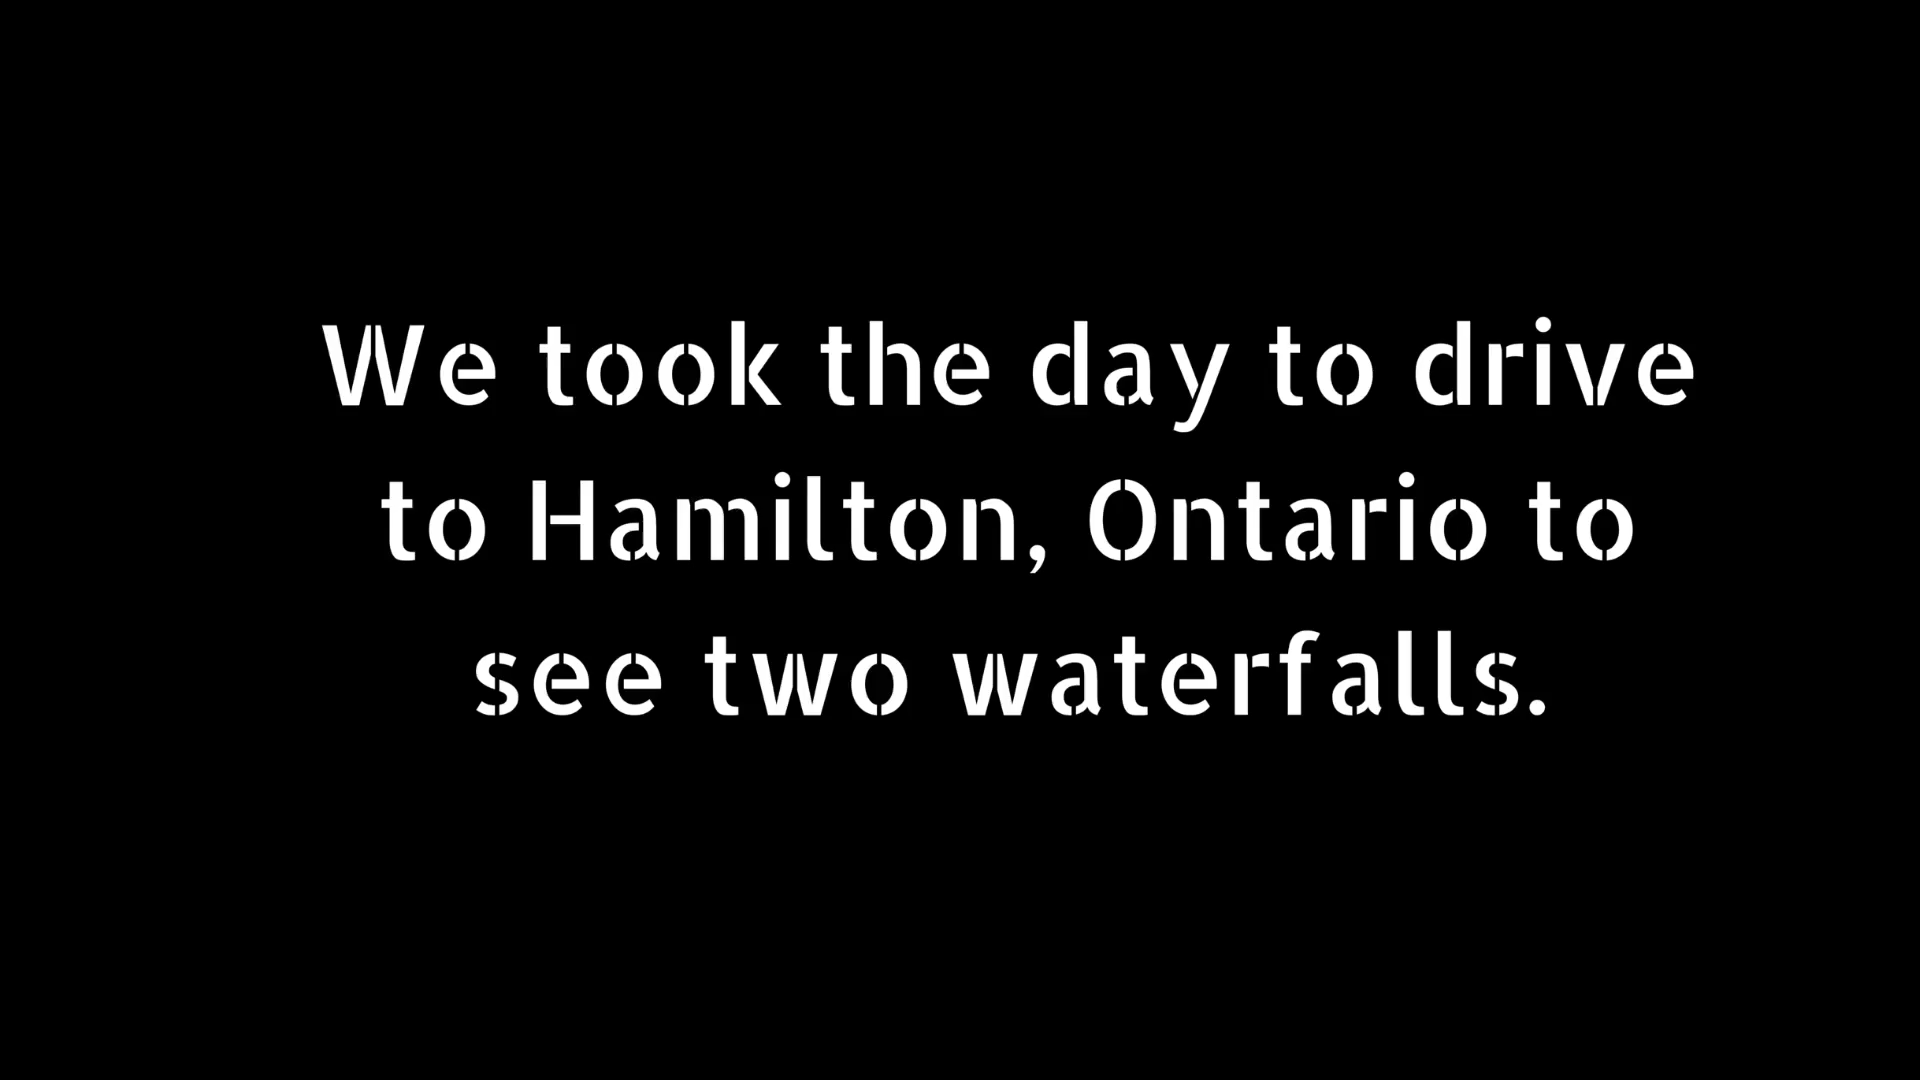 We took the day to drive
to Hamilton, Ontario to
see two waterfalls.